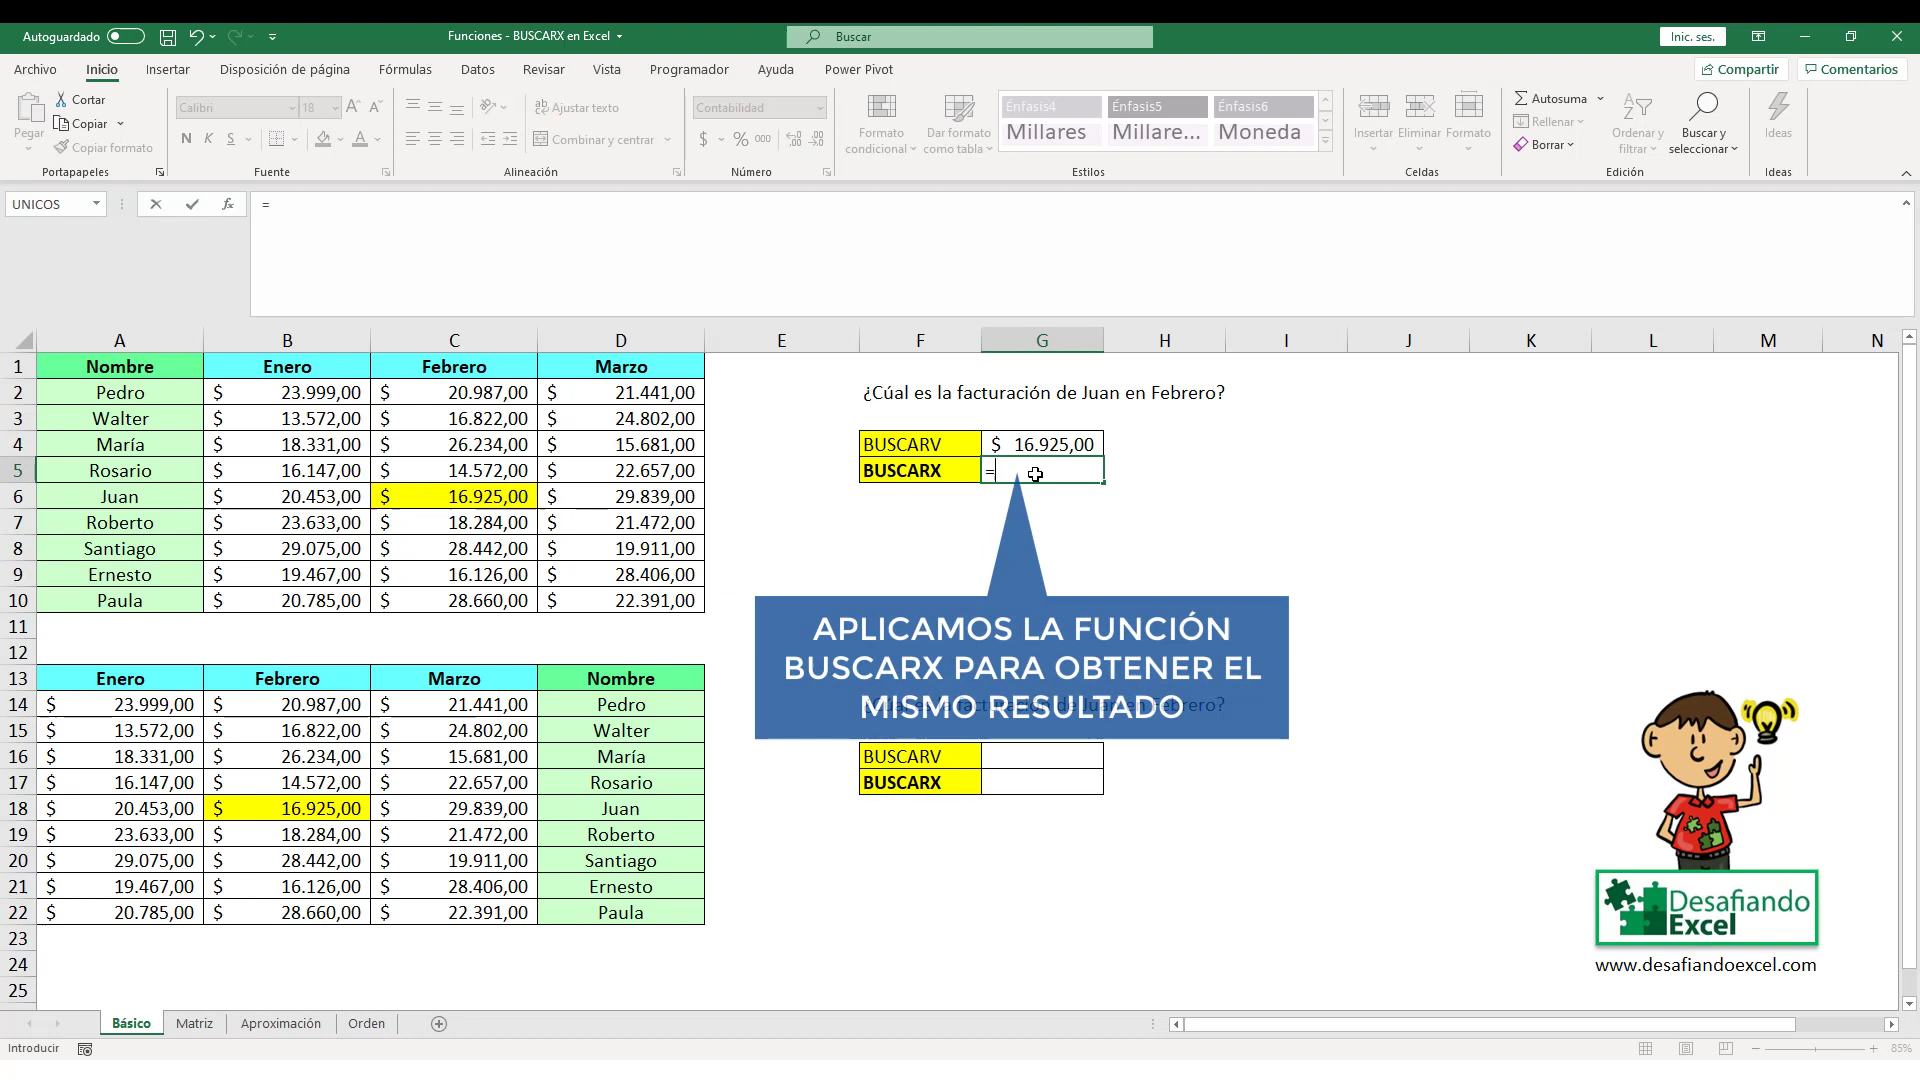 Autoguardado
Funciones - BUSCARX en Excel
Buscar
Inic. ses.
Archivo Inicio Insertar Disposición de página Fórmulas Datos Revisar Vista Programador Ayuda Power Pivot
Compartir Comentarios
Pegar
Cortar
Copiar
Copiar formato
Portapapeles
Calibri 18
N K S
Fuente
Ajustar texto
Combinar y centrar
Alineación
Contabilidad
$ % 000
Número
Formato condicional
Dar formato como tabla
Énfasis4 Énfasis5 Énfasis6
Millares Millare... Moneda
Estilos
Insertar Eliminar Formato
Celdas
Autosuma
Rellenar
Borrar
Ordenar y filtrar
Buscar y seleccionar
Edición
Ideas
Ideas
UNICOS fx =
A B C D E F G H I J K L M N
1 Nombre Enero Febrero Marzo
2 Pedro $ 23.999,00 $ 20.987,00 $ 21.441,00 ¿Cúal es la facturación de Juan en Febrero?
3 Walter $ 13.572,00 $ 16.822,00 $ 24.802,00
4 María $ 18.331,00 $ 26.234,00 $ 15.681,00 BUSCARV $ 16.925,00
5 Rosario $ 16.147,00 $ 14.572,00 $ 22.657,00 BUSCARX =
6 Juan $ 20.453,00 $ 16.925,00 $ 29.839,00
7 Roberto $ 23.633,00 $ 18.284,00 $ 21.472,00
8 Santiago $ 29.075,00 $ 28.442,00 $ 19.911,00
9 Ernesto $ 19.467,00 $ 16.126,00 $ 28.406,00
10 Paula $ 20.785,00 $ 28.660,00 $ 22.391,00
11
12
APLICAMOS LA FUNCIÓN
BUSCARX PARA OBTENER EL
MISMO RESULTADO
13 Enero Febrero Marzo Nombre
14 $ 23.999,00 $ 20.987,00 $ 21.441,00 Pedro ¿Cúal es la facturación de Juan en Febrero?
15 $ 13.572,00 $ 16.822,00 $ 24.802,00 Walter
16 $ 18.331,00 $ 26.234,00 $ 15.681,00 María BUSCARV
17 $ 16.147,00 $ 14.572,00 $ 22.657,00 Rosario BUSCARX
18 $ 20.453,00 $ 16.925,00 $ 29.839,00 Juan
19 $ 23.633,00 $ 18.284,00 $ 21.472,00 Roberto
20 $ 29.075,00 $ 28.442,00 $ 19.911,00 Santiago
21 $ 19.467,00 $ 16.126,00 $ 28.406,00 Ernesto
22 $ 20.785,00 $ 28.660,00 $ 22.391,00 Paula
23
24
25
Desafiando
Excel
www.desafiandoexcel.com
Básico Matriz Aproximación Orden
Introducir
85%